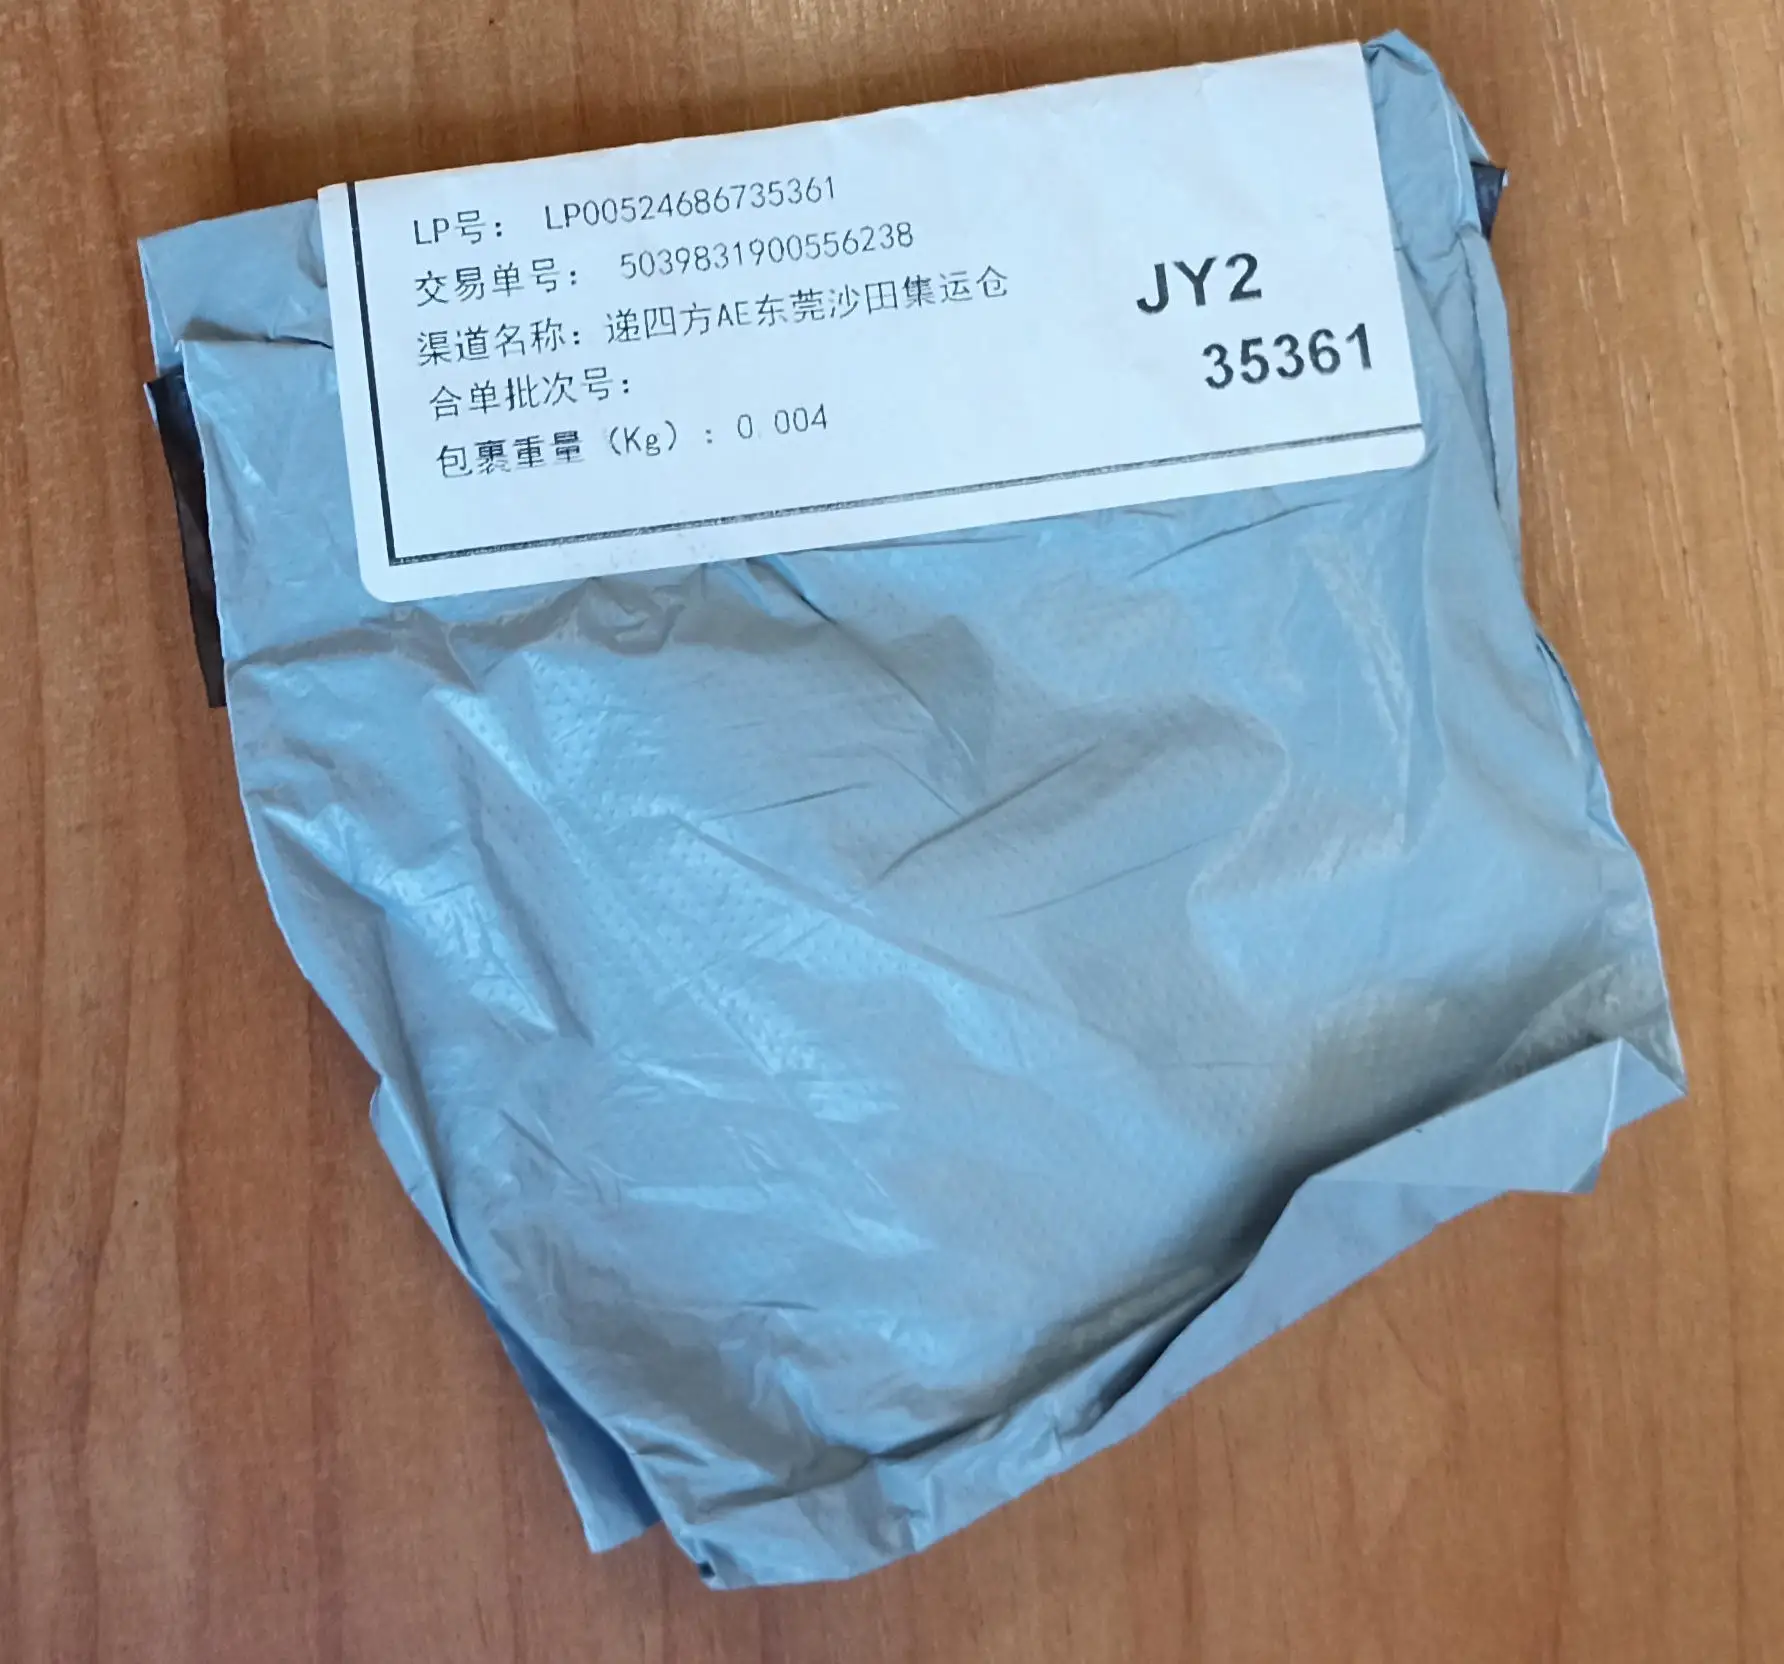 LP号： LP00524686735361
交易单号： 5039831900556238
渠道名称：递四方AE东莞沙田集运仓
合单批次号：
包裹重量（Kg）：0.004
JY2
35361